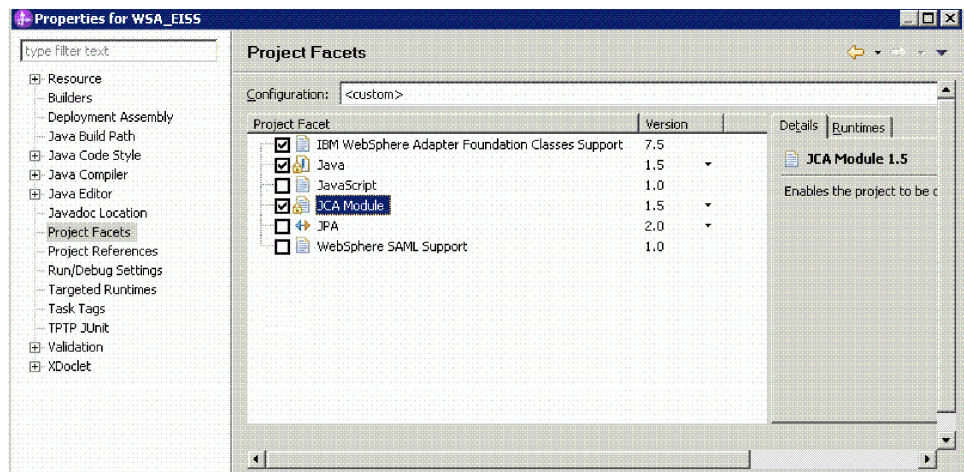 Properties for WSA_EISS
type filter text
Resource
Builders
Deployment Assembly
Java Build Path
Java Code Style
Java Compiler
Java Editor
Javadoc Location
Project Facets
Project References
Run/Debug Settings
Targeted Runtimes
Task Tags
TPTP JUnit
Validation
XDoclet
Project Facets
Configuration: <custom>
Project Facet Version
IBM WebSphere Adapter Foundation Classes Support 7.5
Java 1.5
JavaScript 1.0
JCA Module 1.5
JPA 2.0
WebSphere SAML Support 1.0
Details Runtimes
JCA Module 1.5
Enables the project to be c